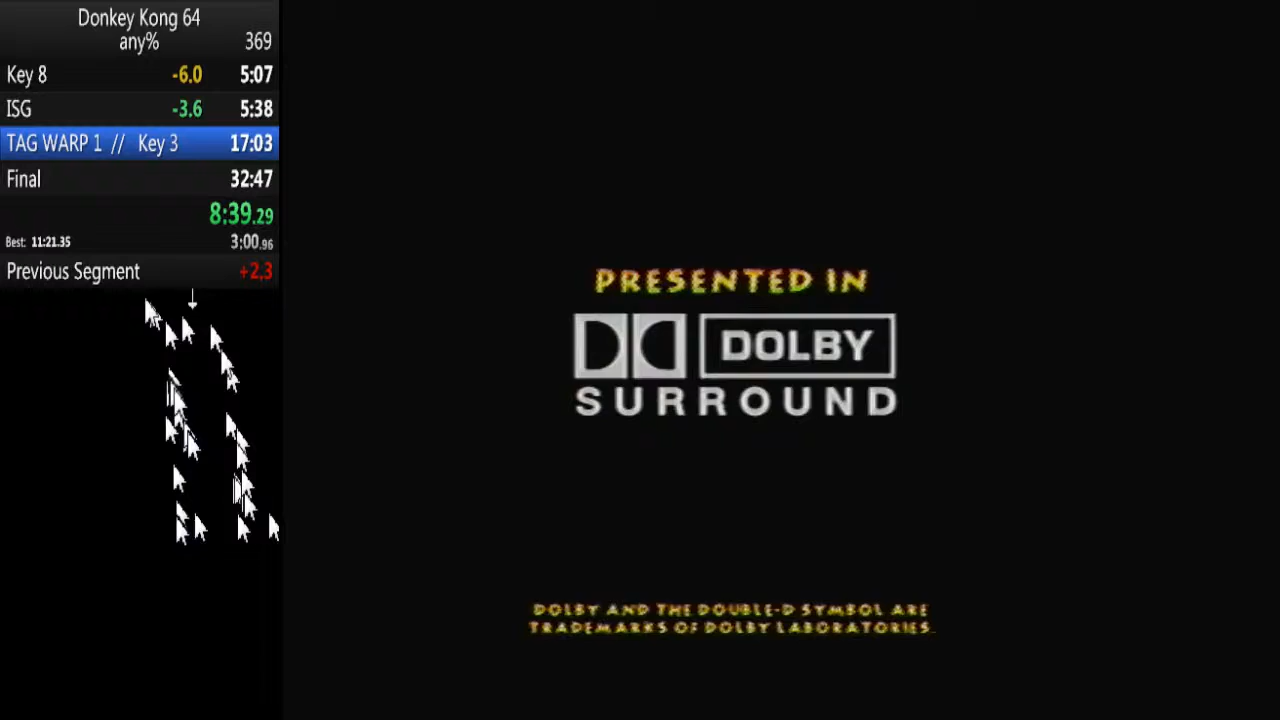 Donkey Kong 64
any% 369
Key 8 -6.0 5:07
ISG -3.6 5:38
TAG WARP 1 // Key 3 17:03
Final 32:47
8:39.29
Best: 11:21.35 3:00.96
Previous Segment +2.3
PRESENTED IN
DOLBY
SURROUND
DOLBY AND THE DOUBLE-D SYMBOL ARE
TRADEMARKS OF DOLBY LABORATORIES.